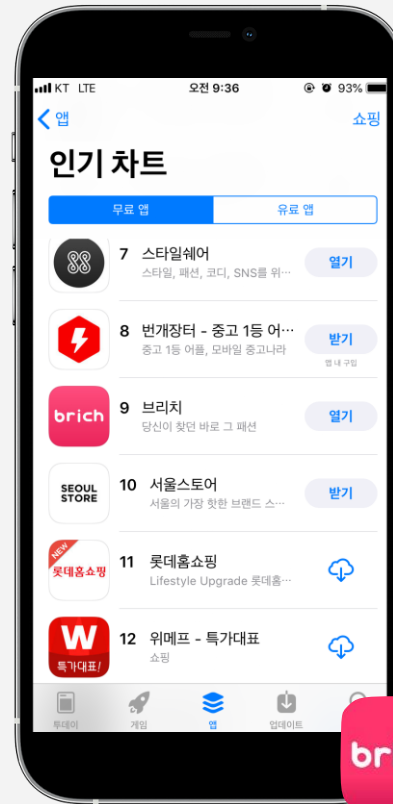 KT LTE 오전 9:36 93%
앱 쇼핑
인기 차트
무료 앱 유료 앱
7 스타일쉐어 열기
스타일, 패션, 코디, SNS를 위…
8 번개장터 - 중고 1등 어… 받기
중고 1등 어플, 모바일 중고나라
앱 내 구입
brich
9 브리치 열기
당신이 찾던 바로 그 패션
SEOUL
STORE
10 서울스토어 받기
서울의 가장 핫한 브랜드 스…
NEW
롯데홈쇼핑
11 롯데홈쇼핑
Lifestyle Upgrade 롯데홈…
W
특가대표!
12 위메프 - 특가대표
쇼핑
투데이 게임 앱 업데이트
br